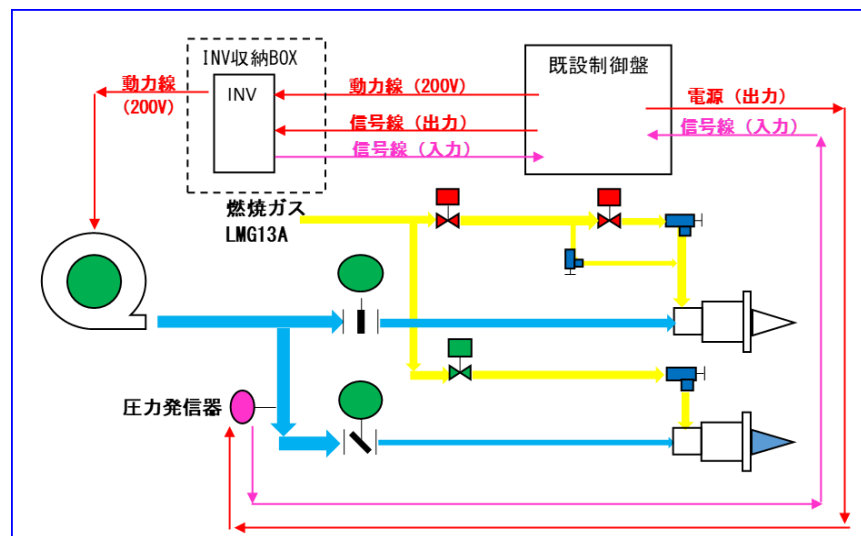 INV収納BOX
INV
既設制御盤
動力線
(200V)
動力線(200V)
信号線(出力)
信号線(入力)
電源(出力)
信号線(入力)
燃焼ガス
LMG13A
圧力発信器